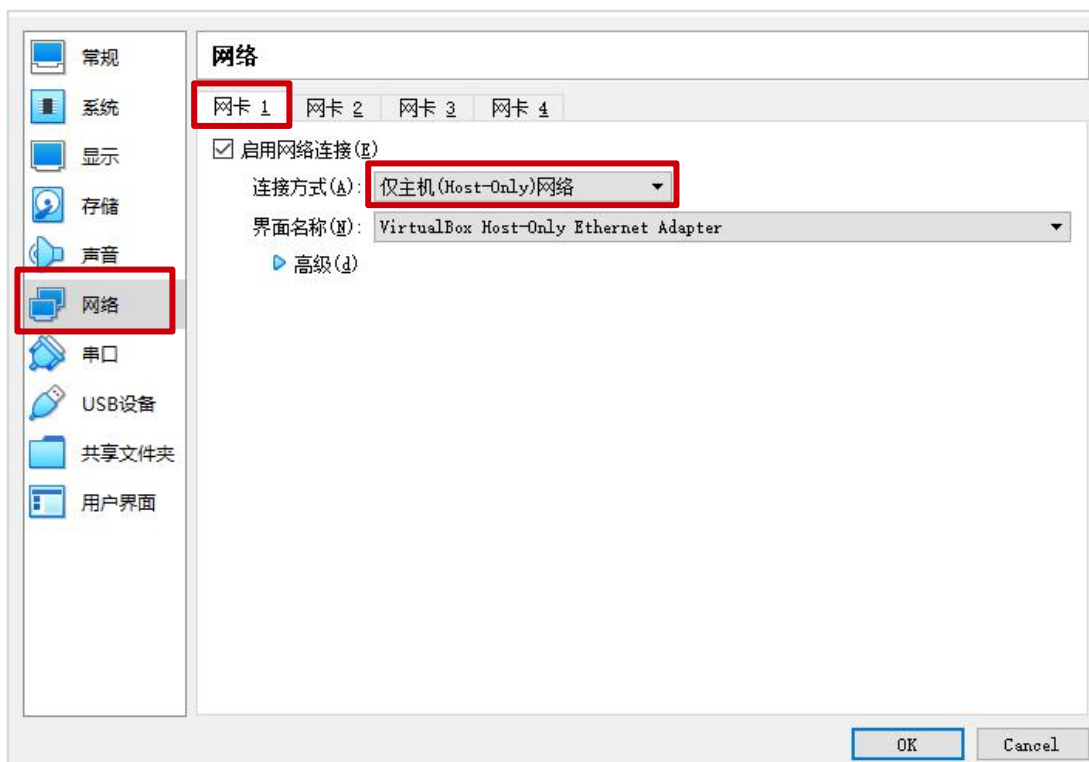 常规
系统
显示
存储
声音
网络
串口
USB设备
共享文件夹
用户界面
网络
网卡 1 网卡 2 网卡 3 网卡 4
启用网络连接(E)
连接方式(A): 仅主机(Host-Only)网络
界面名称(N): VirtualBox Host-Only Ethernet Adapter
高级(d)
OK Cancel